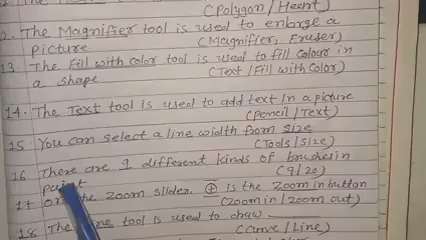 (Polygon/Heart)
2. The Magnifier tool is used to enlarge a
picture (Magnifier, Eraser)
13. The Fill with color tool is used to fill colour in
a shape (Text/Fill with Color)
14. The Text tool is used to add text in a picture
(Pencil/Text)
15. You can select a line width from size
(Tools/Size)
16 There are 9 different kinds of brushes in
paint (9/20)
17 on the zoom slider, ⊕ is the zoom in button
(Zoom in/zoom out)
18. The tool is used to draw
(Curve/Line)